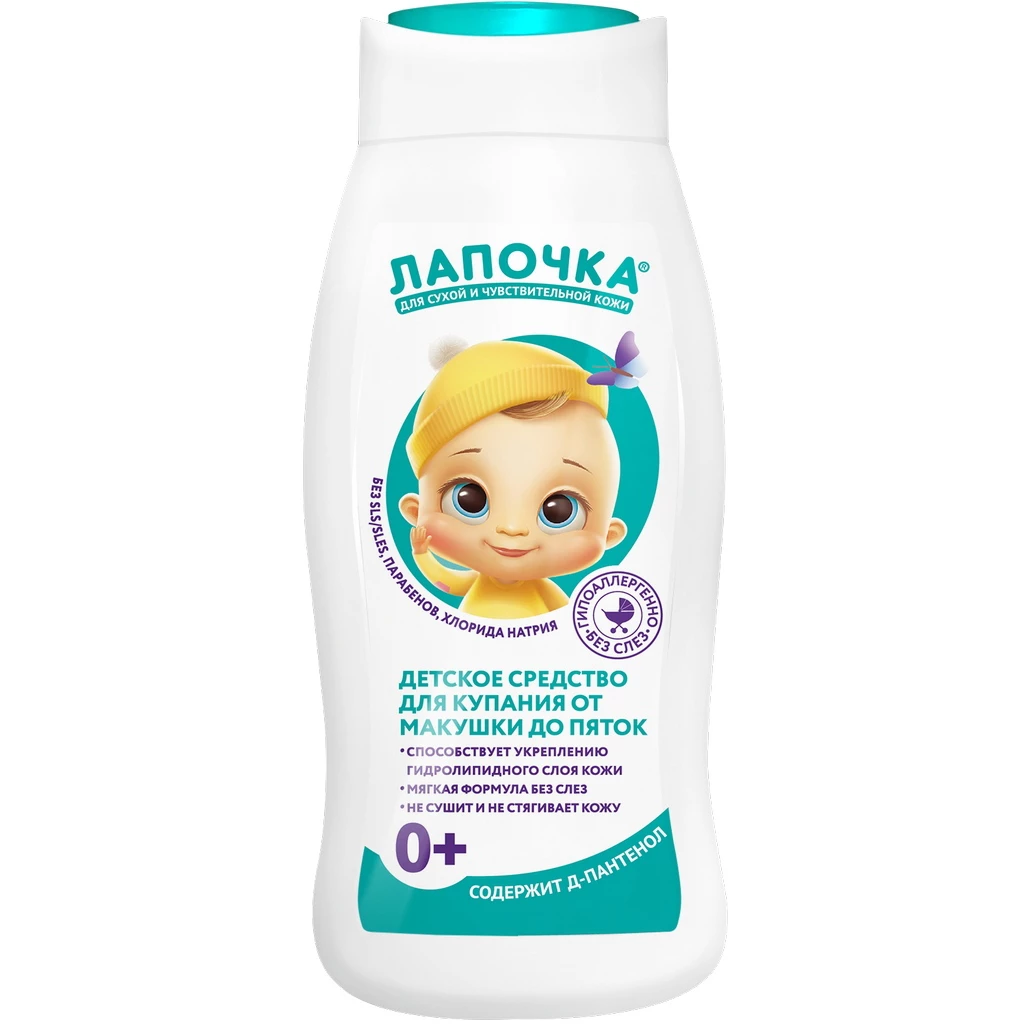 ЛАПОЧКА®
ДЛЯ СУХОЙ И ЧУВСТВИТЕЛЬНОЙ КОЖИ
БЕЗ SLS/SLES, ПАРАБЕНОВ, ХЛОРИДА НАТРИЯ
ГИПОАЛЛЕРГЕННО
•БЕЗ СЛЕЗ•
ДЕТСКОЕ СРЕДСТВО
ДЛЯ КУПАНИЯ ОТ
МАКУШКИ ДО ПЯТОК
•СПОСОБСТВУЕТ УКРЕПЛЕНИЮ
ГИДРОЛИПИДНОГО СЛОЯ КОЖИ
•МЯГКАЯ ФОРМУЛА БЕЗ СЛЕЗ
•НЕ СУШИТ И НЕ СТЯГИВАЕТ КОЖУ
0+
СОДЕРЖИТ Д-ПАНТЕНОЛ